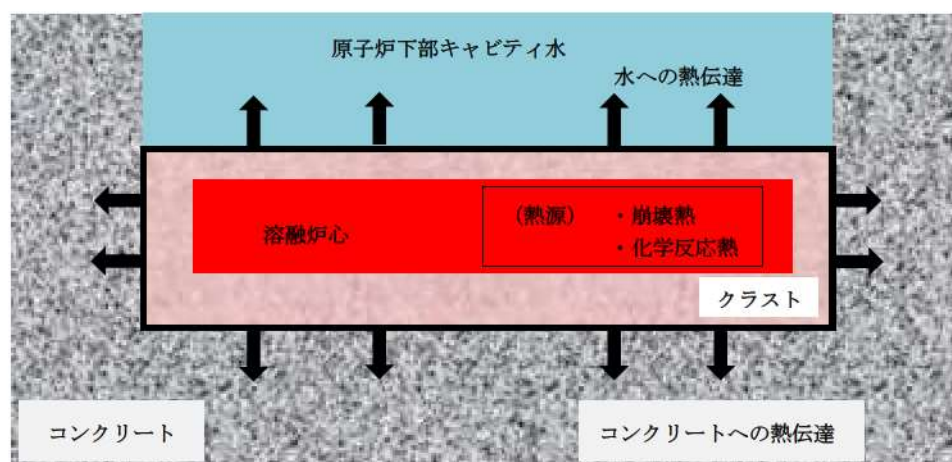 原子炉下部キャビティ水
水への熱伝達
溶融炉心
(熱源) ・崩壊熱
・化学反応熱
クラスト
コンクリート
コンクリートへの熱伝達